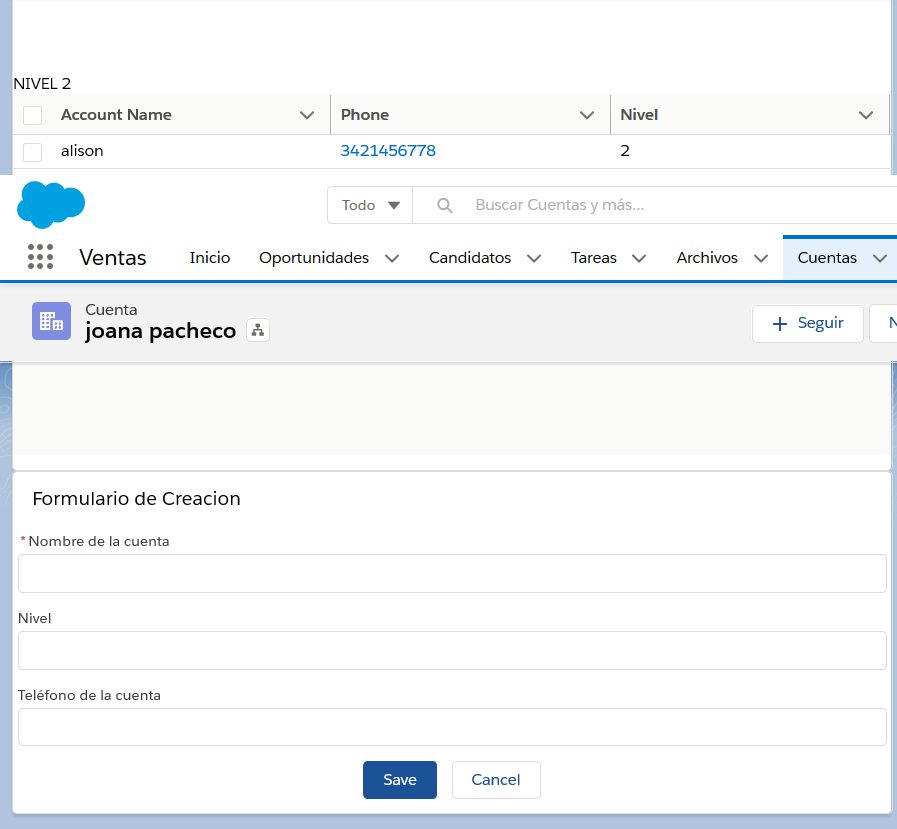 NIVEL 2
Account Name Phone Nivel
alison 3421456778 2
Todo Buscar Cuentas y más...
Ventas Inicio Oportunidades Candidatos Tareas Archivos Cuentas
Cuenta
joana pacheco
Seguir N
Formulario de Creacion
* Nombre de la cuenta
Nivel
Teléfono de la cuenta
Save Cancel